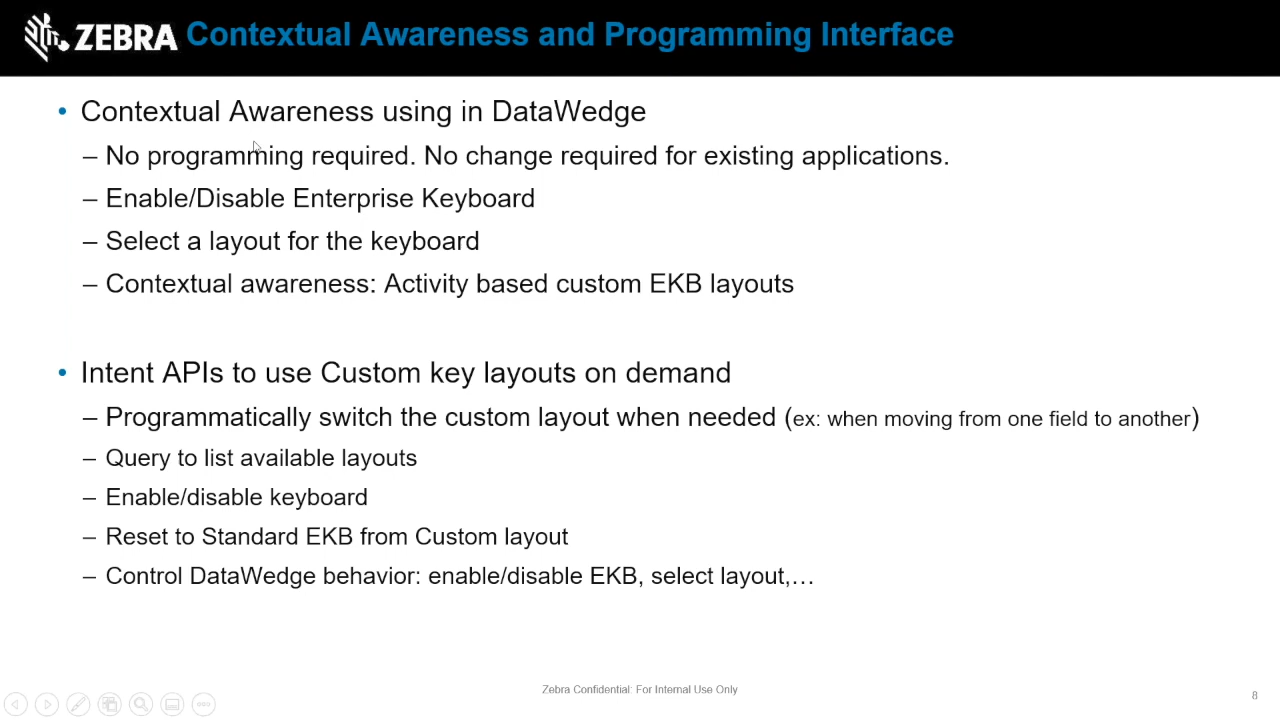 ZEBRA Contextual Awareness and Programming Interface
• Contextual Awareness using in DataWedge
– No programming required. No change required for existing applications.
– Enable/Disable Enterprise Keyboard
– Select a layout for the keyboard
– Contextual awareness: Activity based custom EKB layouts
• Intent APIs to use Custom key layouts on demand
– Programmatically switch the custom layout when needed (ex: when moving from one field to another)
– Query to list available layouts
– Enable/disable keyboard
– Reset to Standard EKB from Custom layout
– Control DataWedge behavior: enable/disable EKB, select layout,…
Zebra Confidential: For Internal Use Only
8